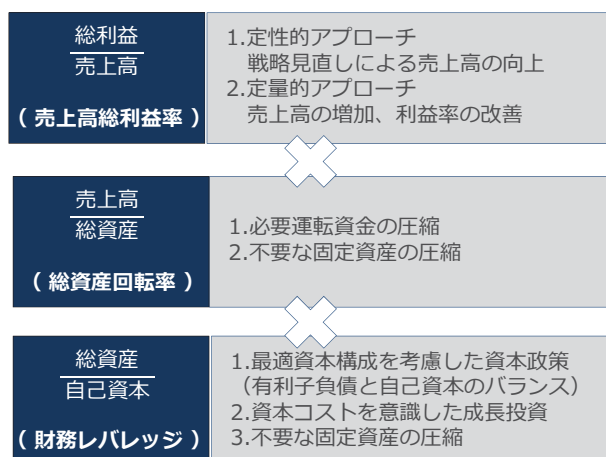 総利益
売上高
( 売上高総利益率 )
1.定性的アプローチ
戦略見直しによる売上高の向上
2.定量的アプローチ
売上高の増加、利益率の改善
売上高
総資産
( 総資産回転率 )
1.必要運転資金の圧縮
2.不要な固定資産の圧縮
総資産
自己資本
( 財務レバレッジ )
1.最適資本構成を考慮した資本政策
（有利子負債と自己資本のバランス）
2.資本コストを意識した成長投資
3.不要な固定資産の圧縮